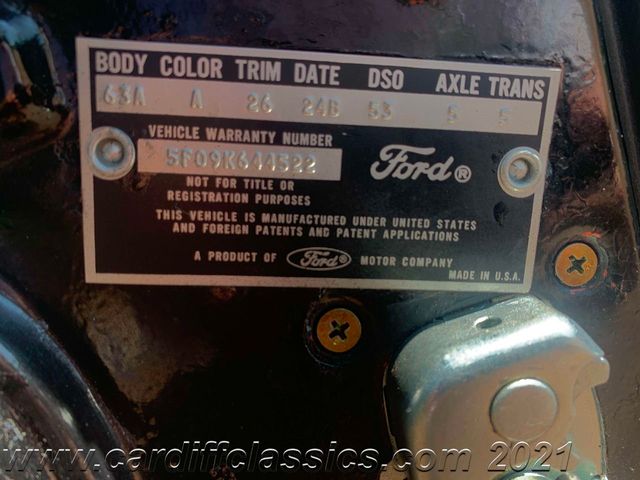 BODY COLOR TRIM DATE DSO AXLE TRANS
63A A 26 24B 53 5 5
VEHICLE WARRANTY NUMBER
5F09K644522
Ford®
NOT FOR TITLE OR
REGISTRATION PURPOSES
THIS VEHICLE IS MANUFACTURED UNDER UNITED STATES
AND FOREIGN PATENTS AND PATENT APPLICATIONS
A PRODUCT OF Ford® MOTOR COMPANY
MADE IN U.S.A.
www.cardiffclassics.com 2021